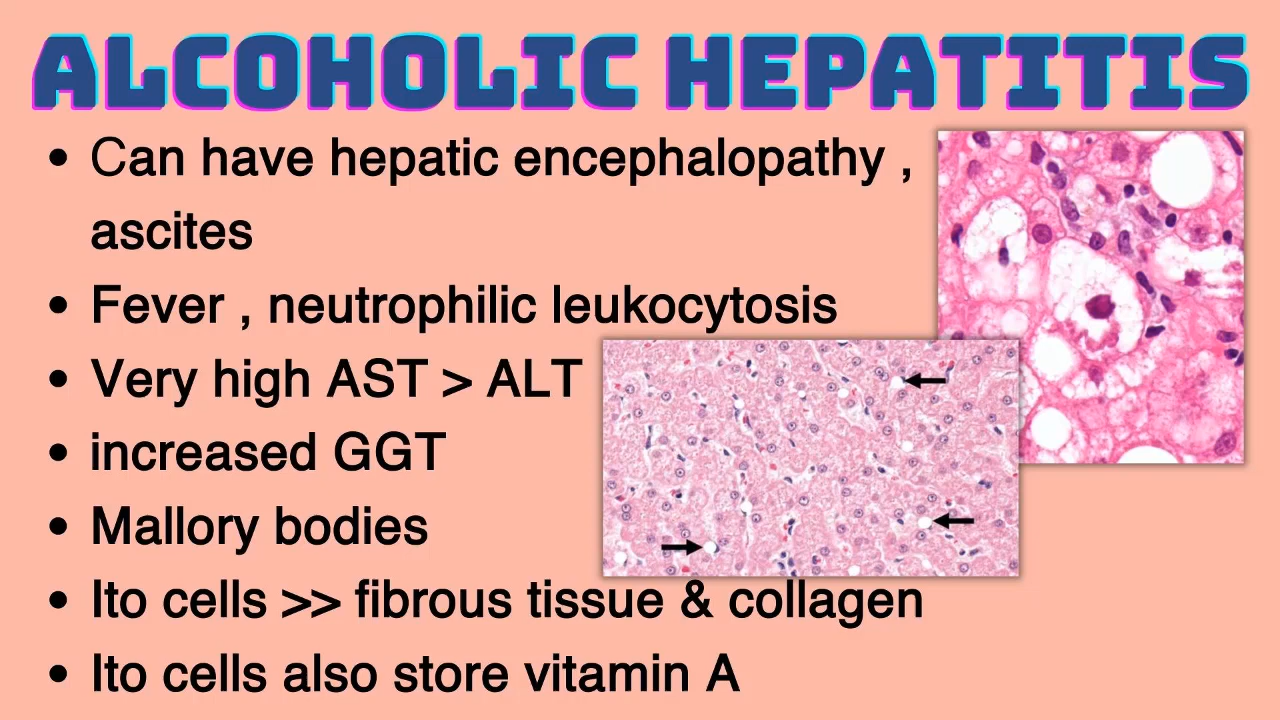 ALCOHOLIC HEPATITIS
• Can have hepatic encephalopathy ,
ascites
• Fever , neutrophilic leukocytosis
• Very high AST > ALT
• increased GGT
• Mallory bodies
• Ito cells >> fibrous tissue & collagen
• Ito cells also store vitamin A